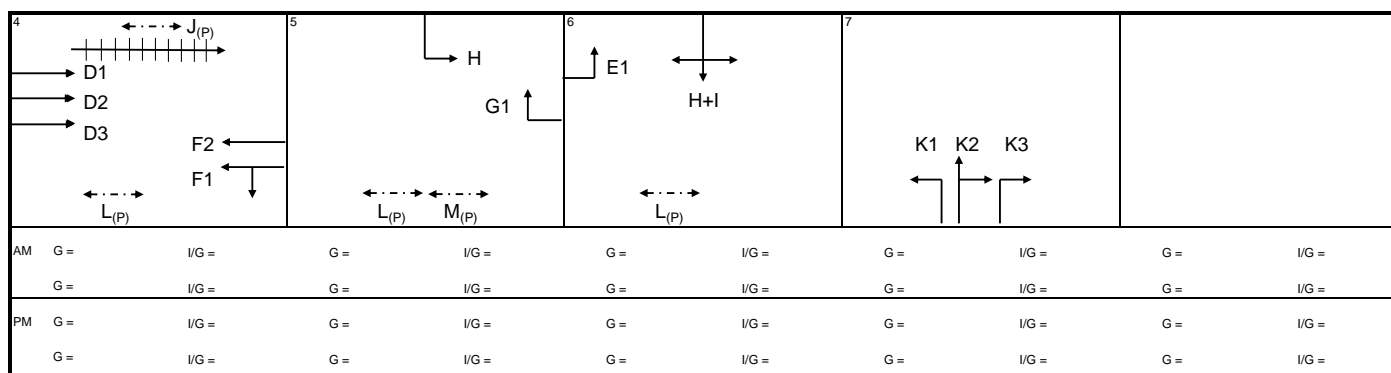 4
J(P)
D1
D2
D3
F2
F1
L(P)
5
H
G1
L(P) M(P)
6
E1
H+I
L(P)
7
K1 K2 K3
AM G = I/G = G = I/G = G = I/G = G = I/G = G = I/G =
G = I/G = G = I/G = G = I/G = G = I/G = G = I/G =
PM G = I/G = G = I/G = G = I/G = G = I/G = G = I/G =
G = I/G = G = I/G = G = I/G = G = I/G = G = I/G =